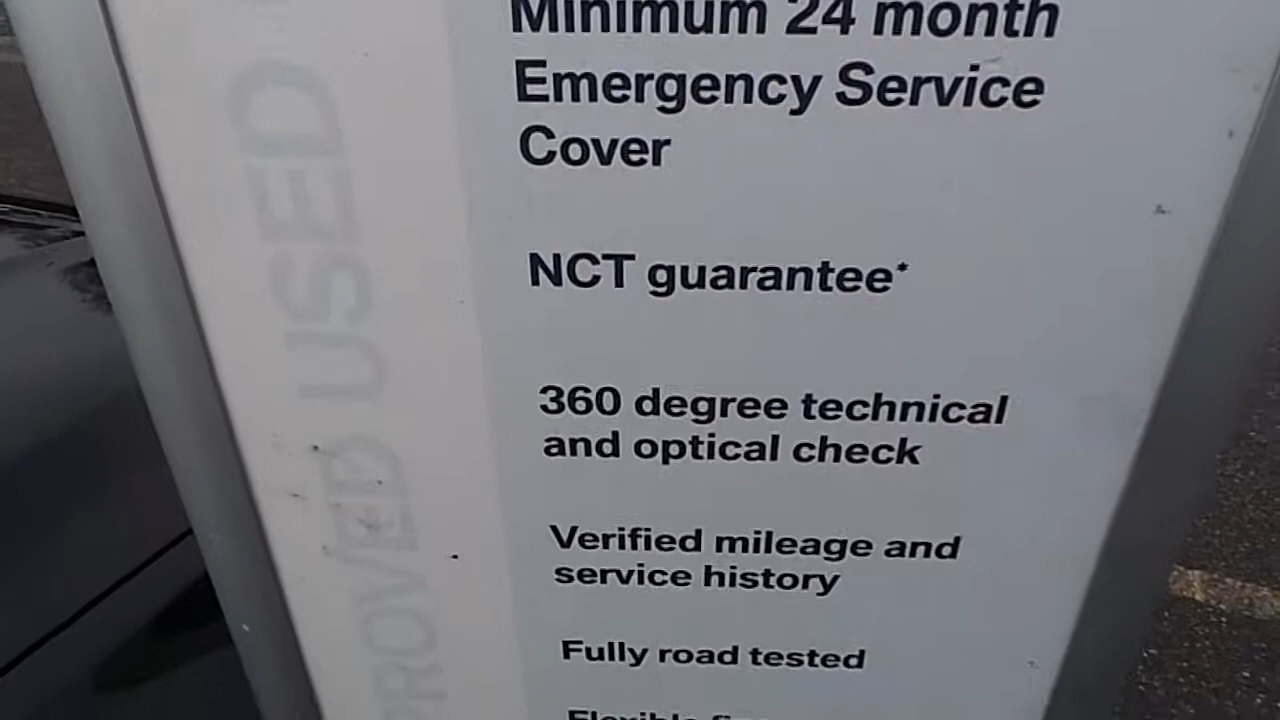 Minimum 24 month
Emergency Service
Cover
NCT guarantee*
360 degree technical
and optical check
Verified mileage and
service history
Fully road tested
USED